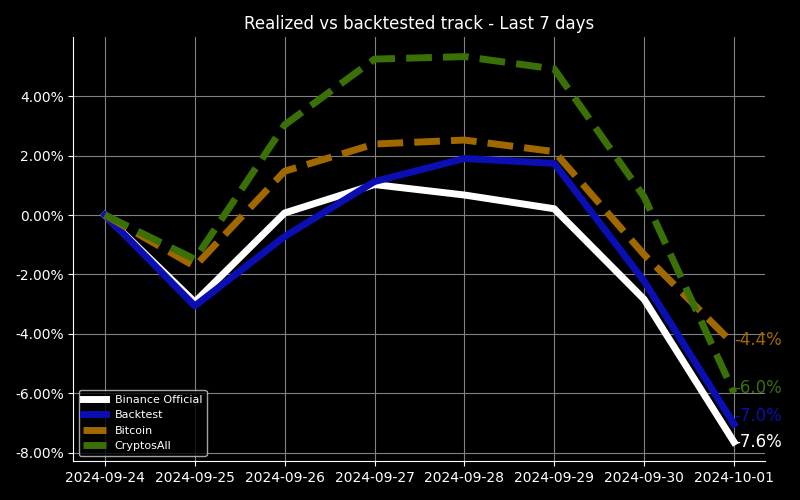 Realized vs backtested track - Last 7 days
4.00%
2.00%
0.00%
-2.00%
-4.00%
-6.00%
-8.00%
-4.4%
-6.0%
-7.0%
-7.6%
Binance Official
Backtest
Bitcoin
CryptosAll
2024-09-24 2024-09-25 2024-09-26 2024-09-27 2024-09-28 2024-09-29 2024-09-30 2024-10-01